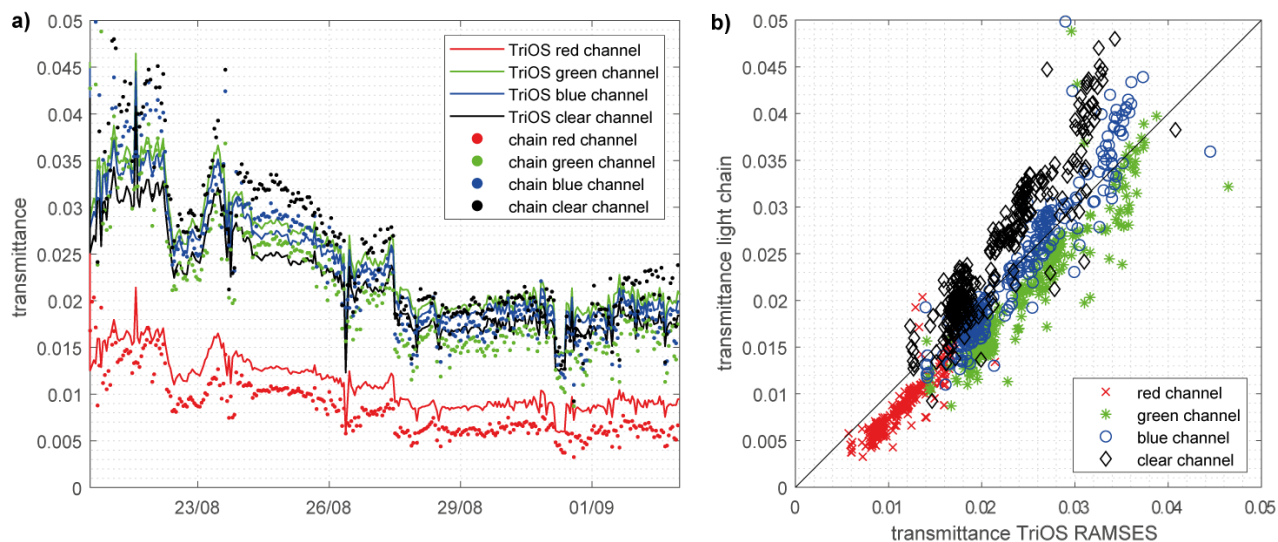 a)
0.05
0.045
0.04
0.035
0.03
0.025
0.02
0.015
0.01
0.005
0
transmittance
23/08
26/08
29/08
01/09
TriOS red channel
TriOS green channel
TriOS blue channel
TriOS clear channel
chain red channel
chain green channel
chain blue channel
chain clear channel
b)
0.05
0.045
0.04
0.035
0.03
0.025
0.02
0.015
0.01
0.005
0
transmittance light chain
0
0.01
0.02
0.03
0.04
0.05
transmittance TriOS RAMSES
red channel
green channel
blue channel
clear channel